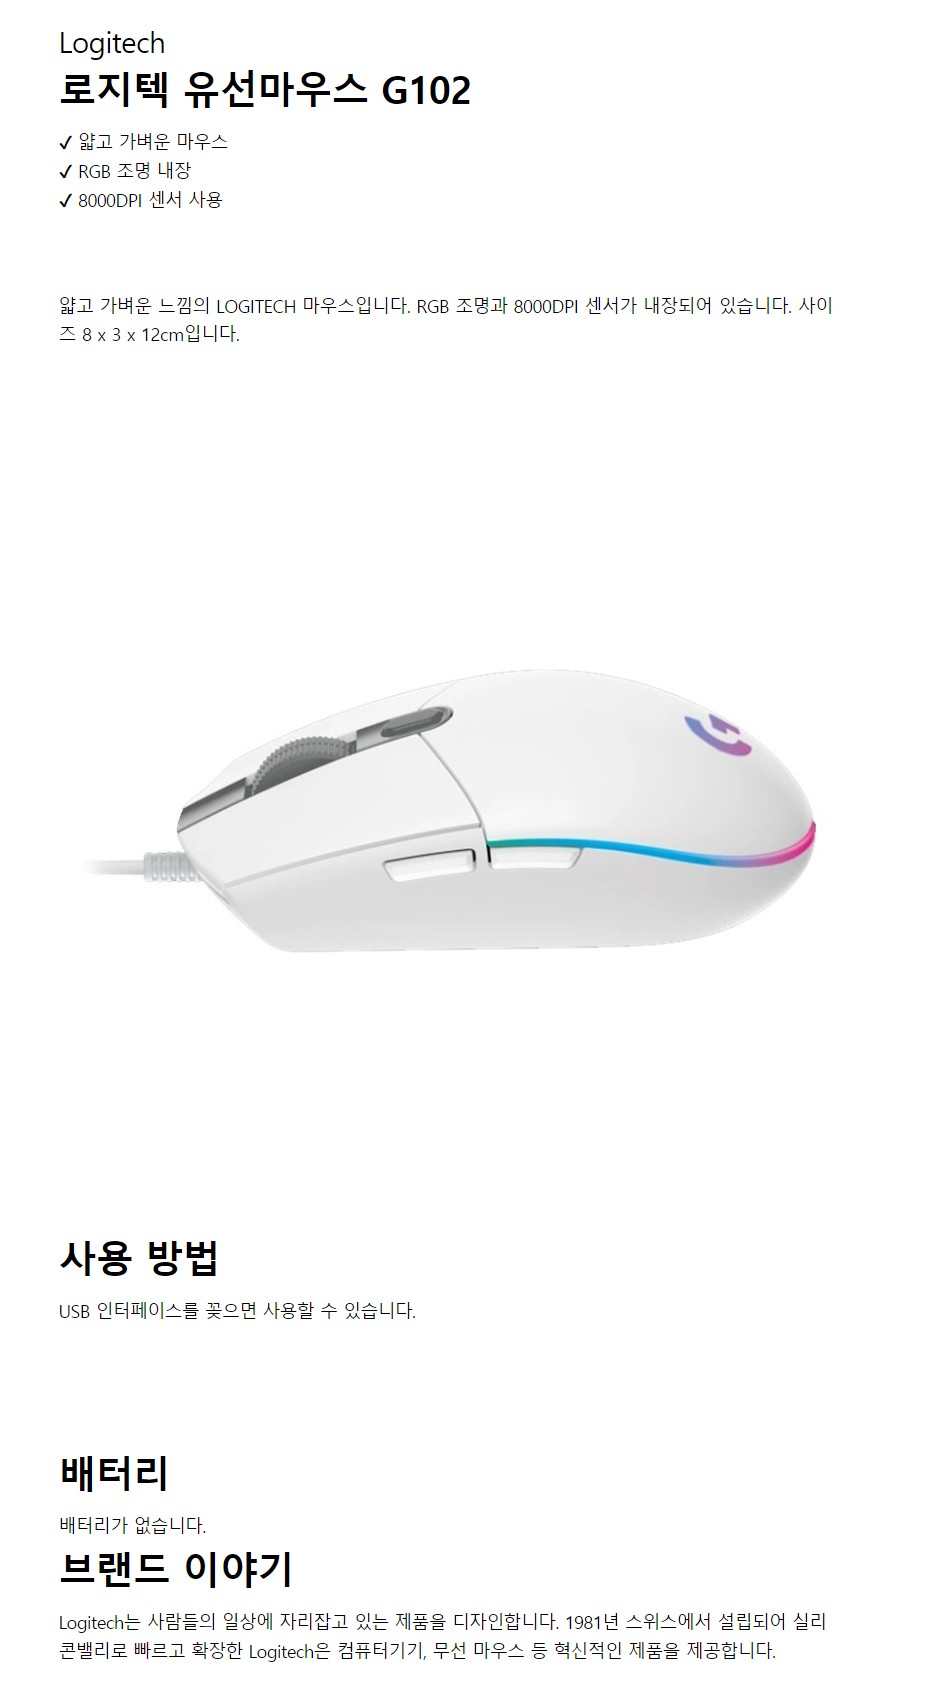 Logitech
로지텍 유선마우스 G102
✓ 얇고 가벼운 마우스
✓ RGB 조명 내장
✓ 8000DPI 센서 사용
얇고 가벼운 느낌의 LOGITECH 마우스입니다. RGB 조명과 8000DPI 센서가 내장되어 있습니다. 사이
즈 8 x 3 x 12cm입니다.
사용 방법
USB 인터페이스를 꽂으면 사용할 수 있습니다.
배터리
배터리가 없습니다.
브랜드 이야기
Logitech는 사람들의 일상에 자리잡고 있는 제품을 디자인합니다. 1981년 스위스에서 설립되어 실리
콘밸리로 빠르고 확장한 Logitech은 컴퓨터기기, 무선 마우스 등 혁신적인 제품을 제공합니다.